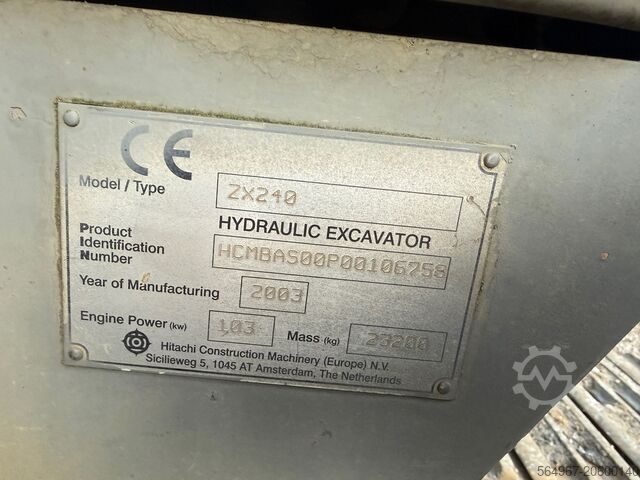 CE
Model / Type ZX240
HYDRAULIC EXCAVATOR
Product
Identification HCMBAS00P00106758
Number
Year of Manufacturing 2003
Engine Power (kw) 103 Mass (kg) 23200
Hitachi Construction Machinery (Europe) N.V.
Sicilieweg 5, 1045 AT Amsterdam, The Netherlands
564967-20600140